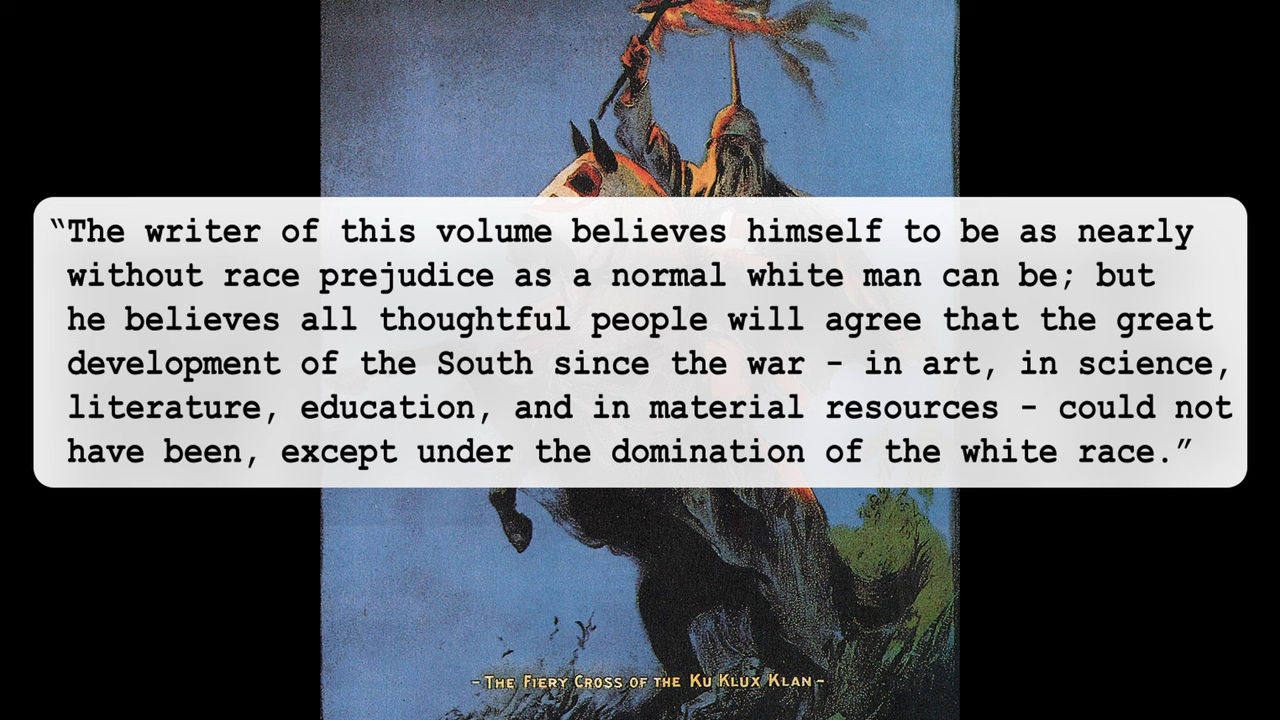 “The writer of this volume believes himself to be as nearly
without race prejudice as a normal white man can be; but
he believes all thoughtful people will agree that the great
development of the South since the war – in art, in science,
literature, education, and in material resources – could not
have been, except under the domination of the white race.”
- The Fiery Cross of the Ku Klux Klan -